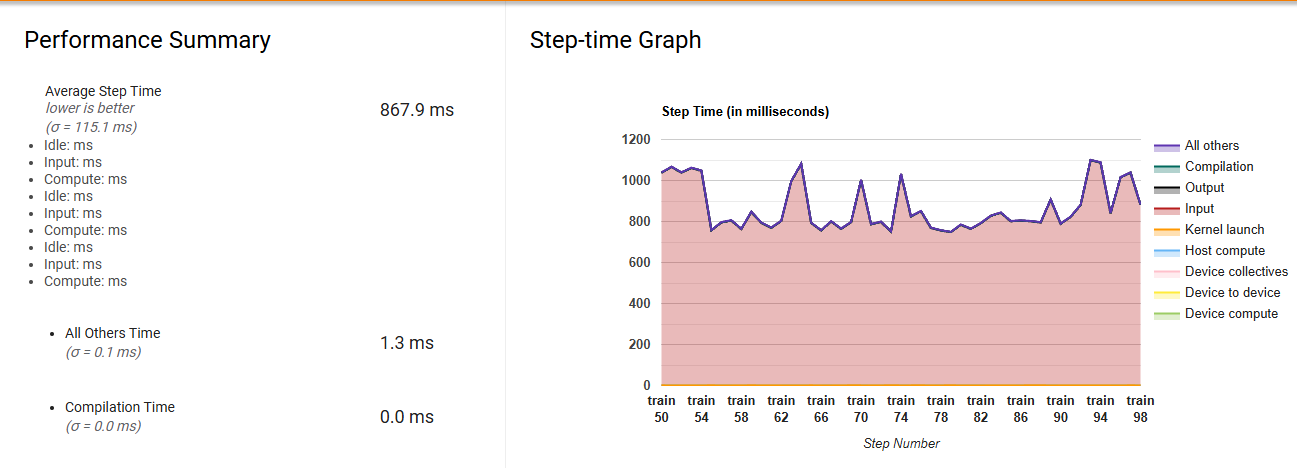 Performance Summary
Average Step Time
lower is better
(σ = 115.1 ms)
867.9 ms
• Idle: ms
• Input: ms
• Compute: ms
• Idle: ms
• Input: ms
• Compute: ms
• Idle: ms
• Input: ms
• Compute: ms
• All Others Time
(σ = 0.1 ms)
1.3 ms
• Compilation Time
(σ = 0.0 ms)
0.0 ms
Step-time Graph
Step Time (in milliseconds)
1200
1000
800
600
400
200
0
train 50
train 54
train 58
train 62
train 66
train 70
train 74
train 78
train 82
train 86
train 90
train 94
train 98
Step Number
All others
Compilation
Output
Input
Kernel launch
Host compute
Device collectives
Device to device
Device compute